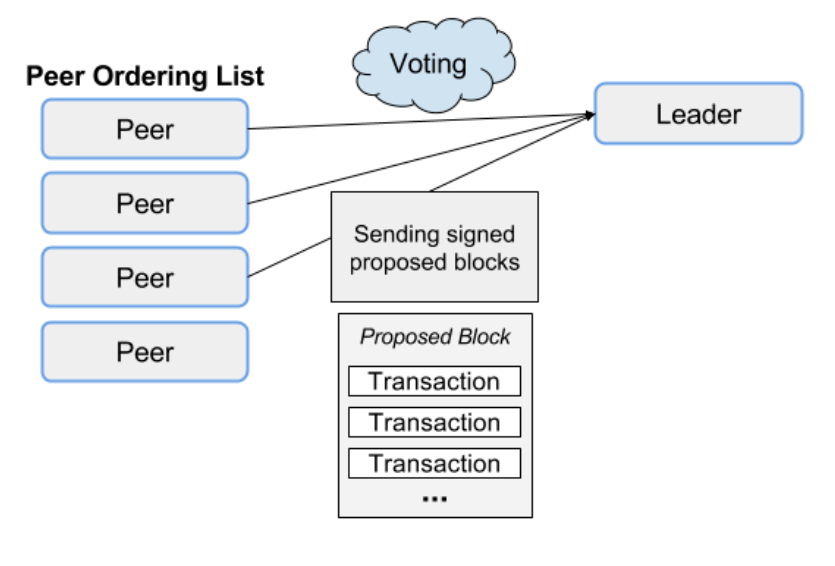 Voting
Peer Ordering List
Peer
Leader
Peer
Peer
Peer
Sending signed
proposed blocks
Proposed Block
Transaction
Transaction
Transaction
...